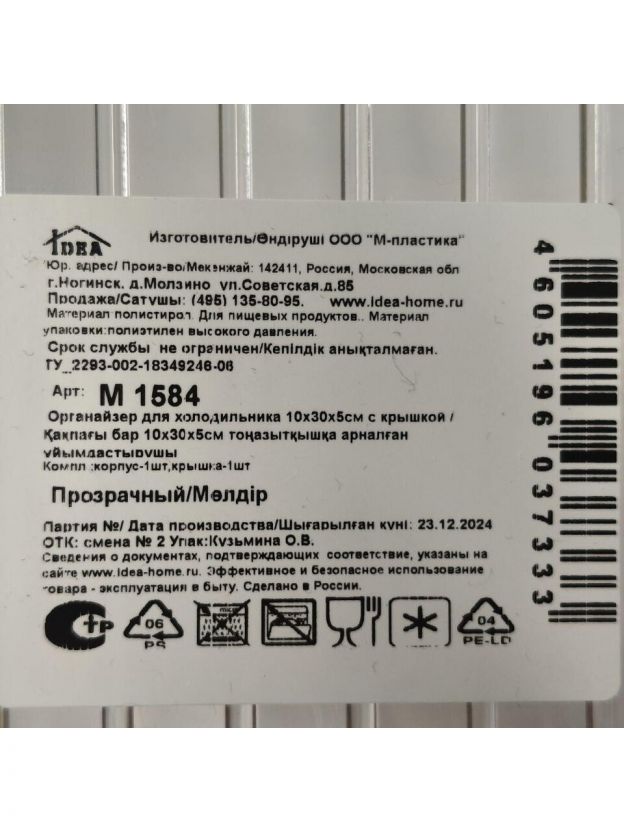 IDEA
Изготовитель/Өндіруші ООО "М-пластика"
Юр. адрес/ Произ-во/Мекенжай: 142411, Россия, Московская обл
г.Ногинск. д.Молзино ул.Советская.д.85
Продажа/Сатушы: (495) 135-80-95. www.idea-home.ru
Материал полистирол. Для пищевых продуктов.. Материал
упаковки:полиэтилен высокого давления.
Срок службы не ограничен/Кепілдік анықталмаған.
ТУ_2293-002-18349246-06
Арт: М 1584
Органайзер для холодильника 10х30х5см с крышкой /
Қақпағы бар 10х30х5см тоңазытқышқа арналған
ұйымдастырушы
Компл :корпус-1шт,крышка-1шт
Прозрачный/Мөлдір
Партия №/ Дата производства/Шығарылған күні: 23.12.2024
ОТК: смена № 2 Упак:Кузьмина О.В.
Сведения о документах, подтверждающих соответствие, указаны на
сайте www.idea-home.ru. Эффективное и безопасное использование
товара - эксплуатация в быту. Сделано в России.
06
PS
micro
04
PE-LD
4605196037333